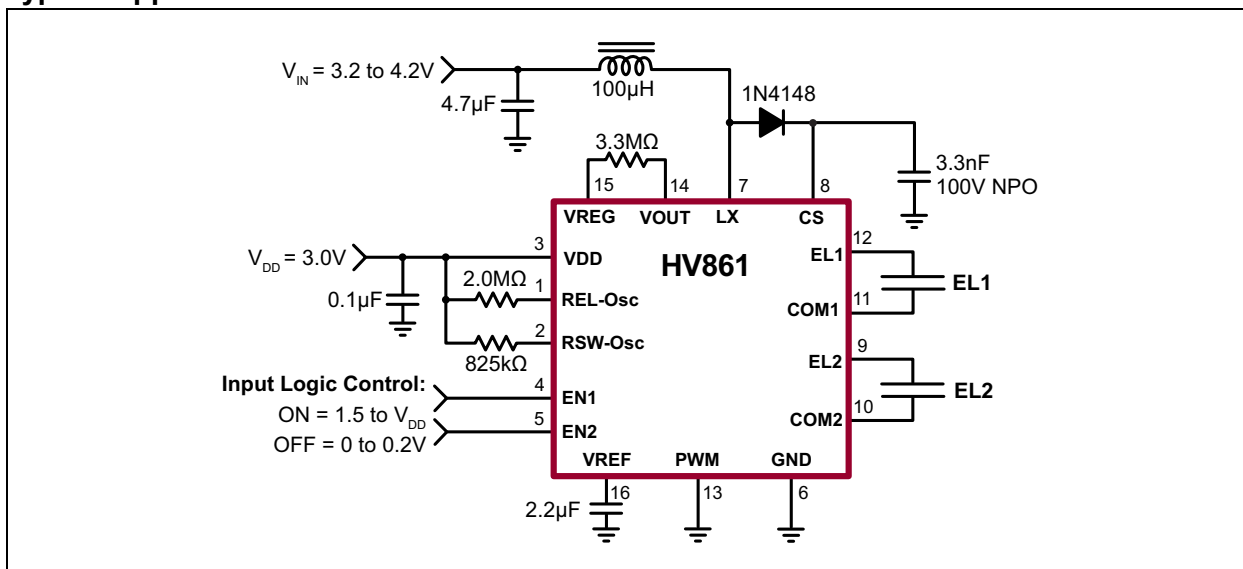 V_IN = 3.2 to 4.2V
4.7µF
100µH
1N4148
3.3MΩ
3.3nF
100V NPO
15
14
7
8
VREG
VOUT
LX
CS
V_DD = 3.0V
0.1µF
3
VDD
HV861
2.0MΩ
1
REL-Osc
825kΩ
2
RSW-Osc
12
EL1
EL1
11
COM1
9
EL2
EL2
10
COM2
Input Logic Control:
ON = 1.5 to V_DD
OFF = 0 to 0.2V
4
EN1
5
EN2
VREF
PWM
GND
16
13
6
2.2µF